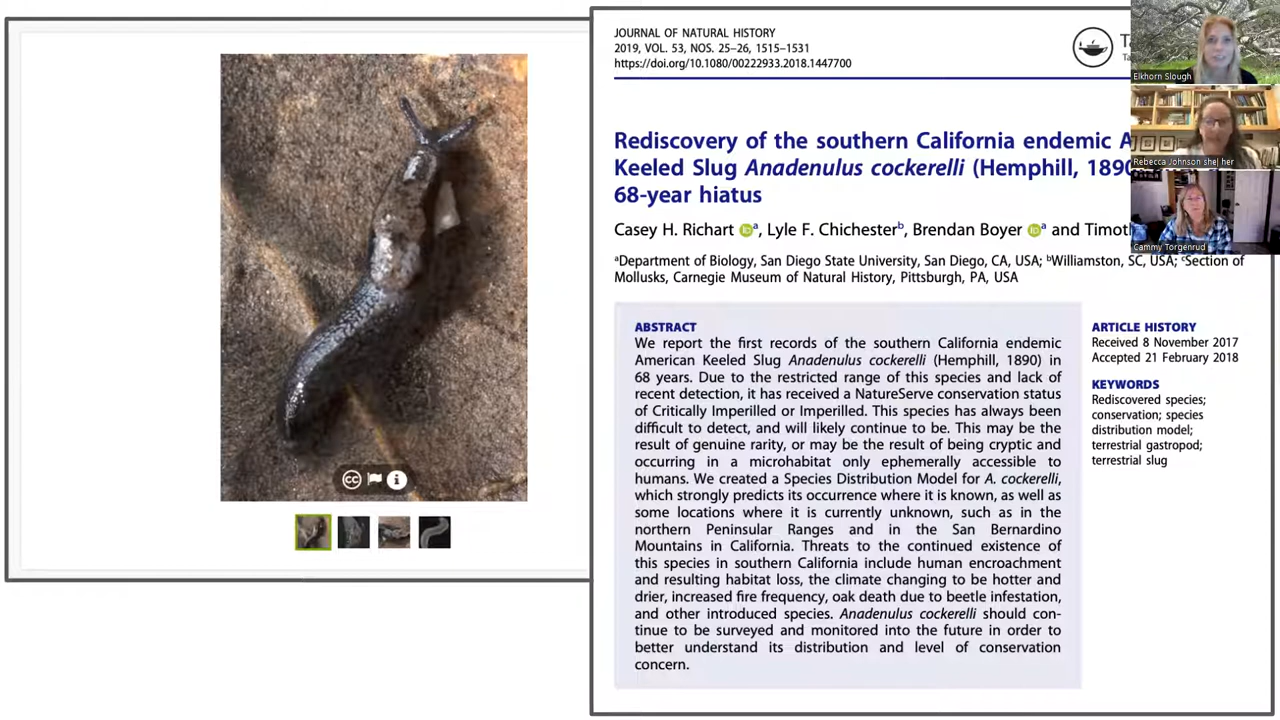 JOURNAL OF NATURAL HISTORY
2019, VOL. 53, NOS. 25–26, 1515–1531
https://doi.org/10.1080/00222933.2018.1447700
Rediscovery of the southern California endemic A
Keeled Slug Anadenulus cockerelli (Hemphill, 1890
68-year hiatus
Casey H. Richart iD a, Lyle F. Chichesterb, Brendan Boyer iD a and Timot
aDepartment of Biology, San Diego State University, San Diego, CA, USA; bWilliamston, SC, USA; cSection of
Mollusks, Carnegie Museum of Natural History, Pittsburgh, PA, USA
ABSTRACT
We report the first records of the southern California endemic
American Keeled Slug Anadenulus cockerelli (Hemphill, 1890) in
68 years. Due to the restricted range of this species and lack of
recent detection, it has received a NatureServe conservation status
of Critically Imperilled or Imperilled. This species has always been
difficult to detect, and will likely continue to be. This may be the
result of genuine rarity, or may be the result of being cryptic and
occurring in a microhabitat only ephemerally accessible to
humans. We created a Species Distribution Model for A. cockerelli,
which strongly predicts its occurrence where it is known, as well as
some locations where it is currently unknown, such as in the
northern Peninsular Ranges and in the San Bernardino
Mountains in California. Threats to the continued existence of
this species in southern California include human encroachment
and resulting habitat loss, the climate changing to be hotter and
drier, increased fire frequency, oak death due to beetle infestation,
and other introduced species. Anadenulus cockerelli should con-
tinue to be surveyed and monitored into the future in order to
better understand its distribution and level of conservation
concern.
ARTICLE HISTORY
Received 8 November 2017
Accepted 21 February 2018
KEYWORDS
Rediscovered species;
conservation; species
distribution model;
terrestrial gastropod;
terrestrial slug
Elkhorn Slough
Rebecca Johnson she| her
Cammy Torgenrud
cc